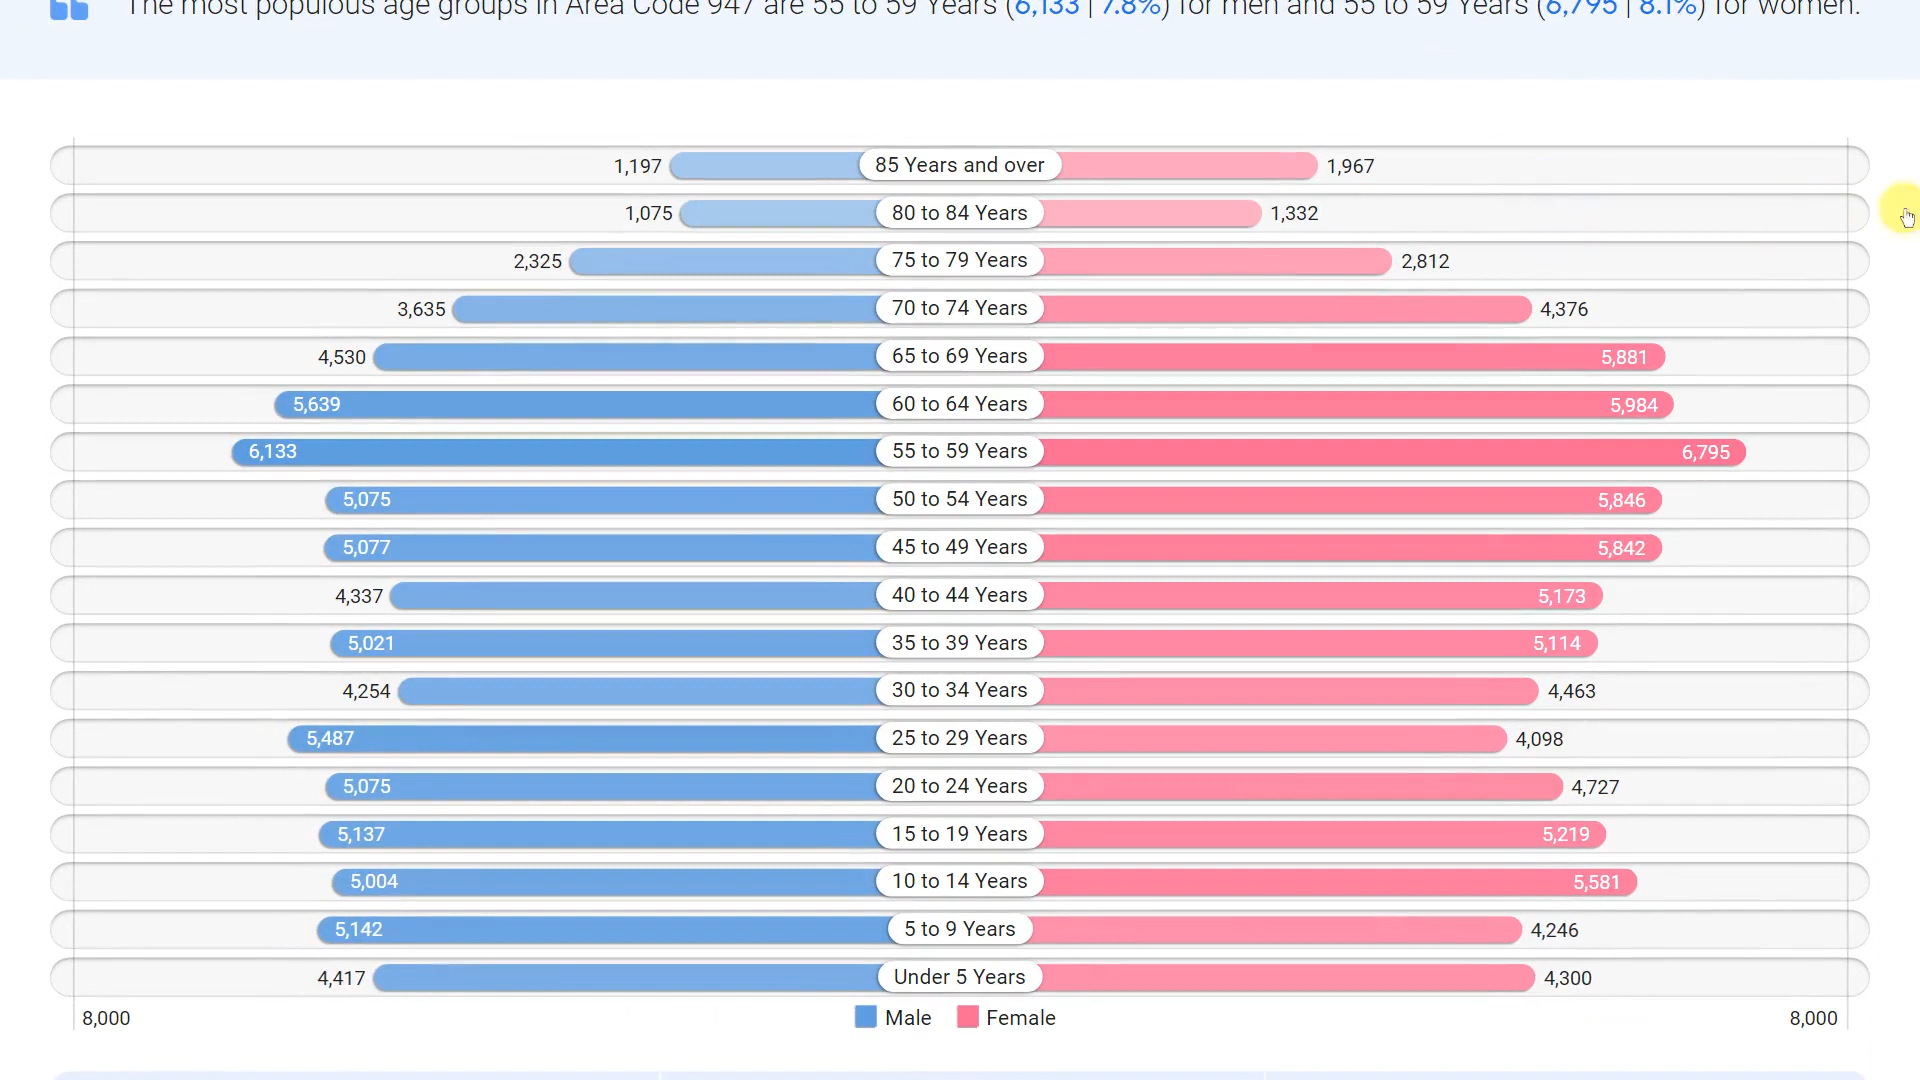 The most populous age groups in Area Code 947 are 55 to 59 Years (6,133 | 7.8%) for men and 55 to 59 Years (6,795 | 8.1%) for women.
1,197 85 Years and over 1,967
1,075 80 to 84 Years 1,332
2,325 75 to 79 Years 2,812
3,635 70 to 74 Years 4,376
4,530 65 to 69 Years 5,881
5,639 60 to 64 Years 5,984
6,133 55 to 59 Years 6,795
5,075 50 to 54 Years 5,846
5,077 45 to 49 Years 5,842
4,337 40 to 44 Years 5,173
5,021 35 to 39 Years 5,114
4,254 30 to 34 Years 4,463
5,487 25 to 29 Years 4,098
5,075 20 to 24 Years 4,727
5,137 15 to 19 Years 5,219
5,004 10 to 14 Years 5,581
5,142 5 to 9 Years 4,246
4,417 Under 5 Years 4,300
8,000 Male Female 8,000